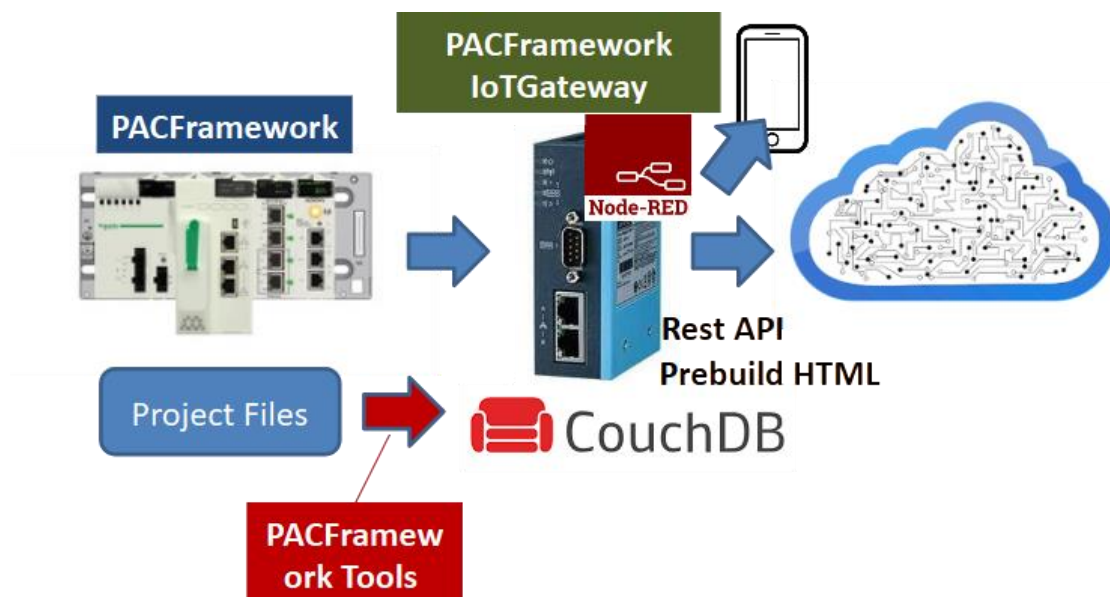 PACFramework
IoTGateway
PACFramework
Node-RED
Rest API
Prebuild HTML
Project Files
CouchDB
PACFramew
ork Tools